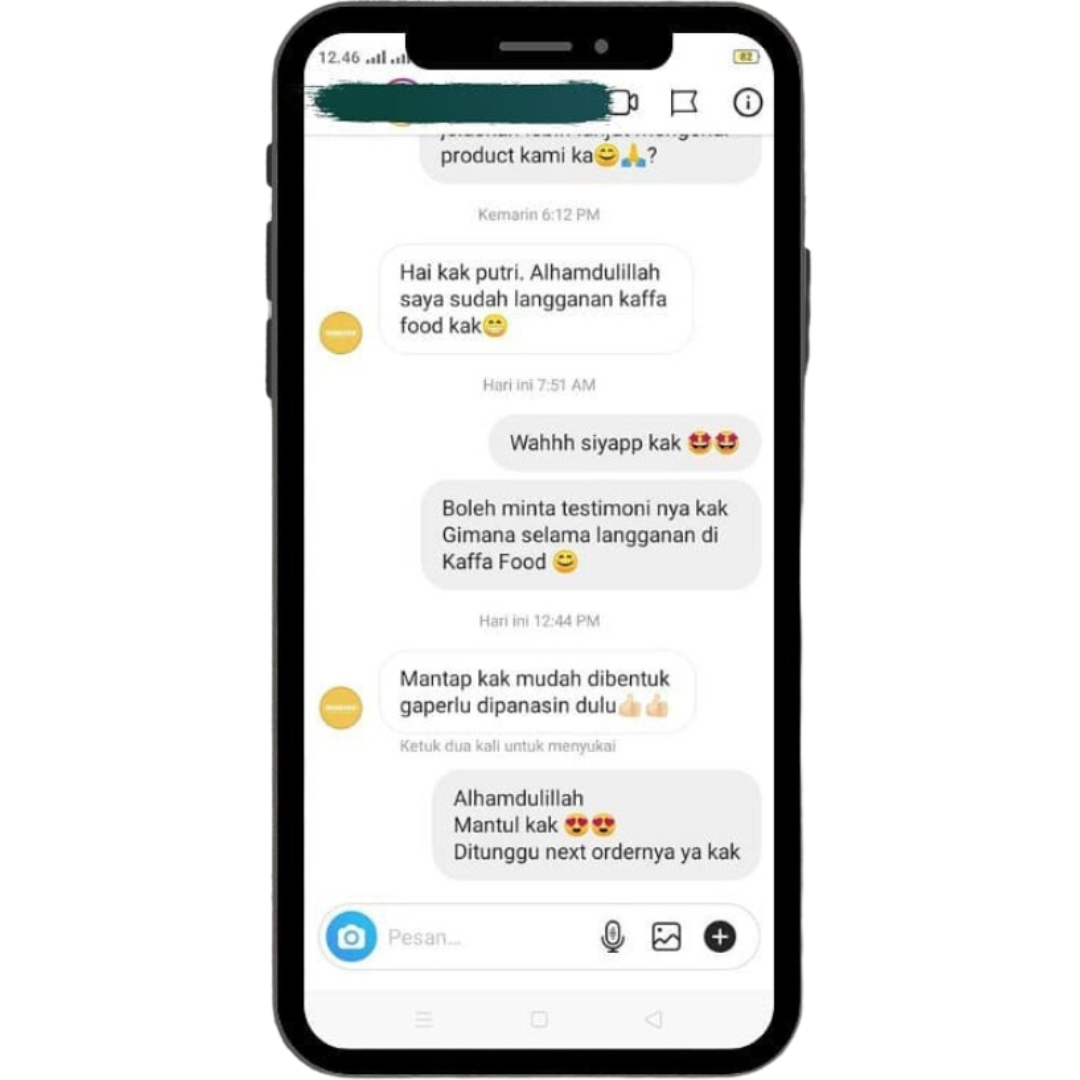 12.46
82
product kami ka😊🙏?
Kemarin 6:12 PM
Hai kak putri. Alhamdulillah
saya sudah langganan kaffa
food kak😁
Hari ini 7:51 AM
Wahhh siyapp kak 🤩🤩
Boleh minta testimoni nya kak
Gimana selama langganan di
Kaffa Food 😊
Hari ini 12:44 PM
Mantap kak mudah dibentuk
gaperlu dipanasin dulu👍🏻👍🏻
Ketuk dua kali untuk menyukai
Alhamdulillah
Mantul kak 😍😍
Ditunggu next ordernya ya kak
Pesan...